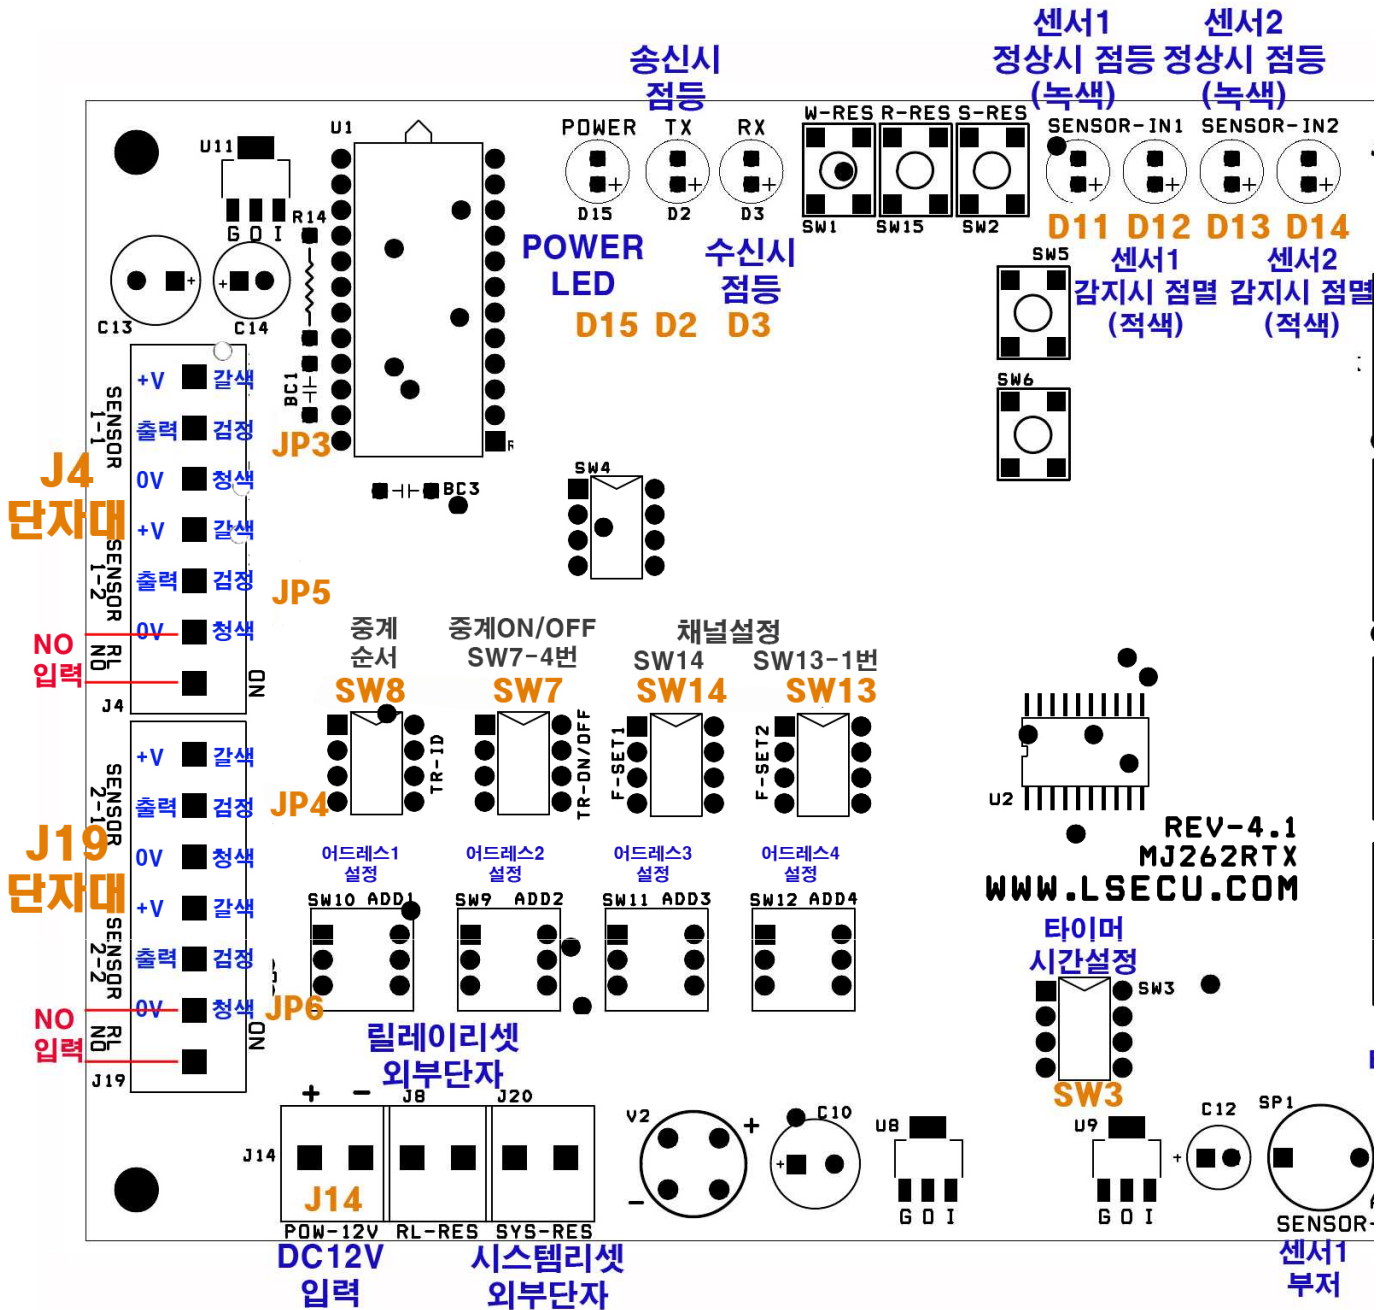 센서1
정상시 점등
(녹색)
센서2
정상시 점등
(녹색)
송신시
점등
U1
POWER
TX
RX
W-RES
R-RES
S-RES
SENSOR-IN1
SENSOR-IN2
U11
G O I
R14
D15
D2
D3
SW1
SW15
SW2
D11
D12
D13
D14
POWER
LED
수신시
점등
D15
D2
D3
SW5
센서1
감지시 점멸
(적색)
센서2
감지시 점멸
(적색)
C13
C14
BC1
SW6
SENSOR
1-1
+V
갈색
출력
검정
0V
청색
JP3
J4
단자대
SENSOR
1-2
+V
갈색
출력
검정
0V
청색
JP5
NO
입력
RL
NO
NO
J4
BC3
SW4
중계
순서
SW8
중계ON/OFF
SW7-4번
SW7
채널설정
SW14
SW13-1번
SW14
SW13
TR-ID
TR-ON/OFF
F-SET1
F-SET2
U2
REV-4.1
MJ262RTX
WWW.LSECU.COM
SENSOR
2-1
+V
갈색
출력
검정
0V
청색
JP4
J19
단자대
SENSOR
2-2
+V
갈색
출력
검정
0V
청색
JP6
NO
입력
RL
NO
NO
J19
어드레스1
설정
SW10 ADD1
어드레스2
설정
SW9 ADD2
어드레스3
설정
SW11 ADD3
어드레스4
설정
SW12 ADD4
타이머
시간설정
SW3
SW3
릴레이리셋
외부단자
+ -
J8
J20
J14
J14
POW-12V
RL-RES
SYS-RES
DC12V
입력
시스템리셋
외부단자
V2
+
-
C10
U8
G O I
U9
G O I
C12
SP1
SENSOR-
센서1
부저